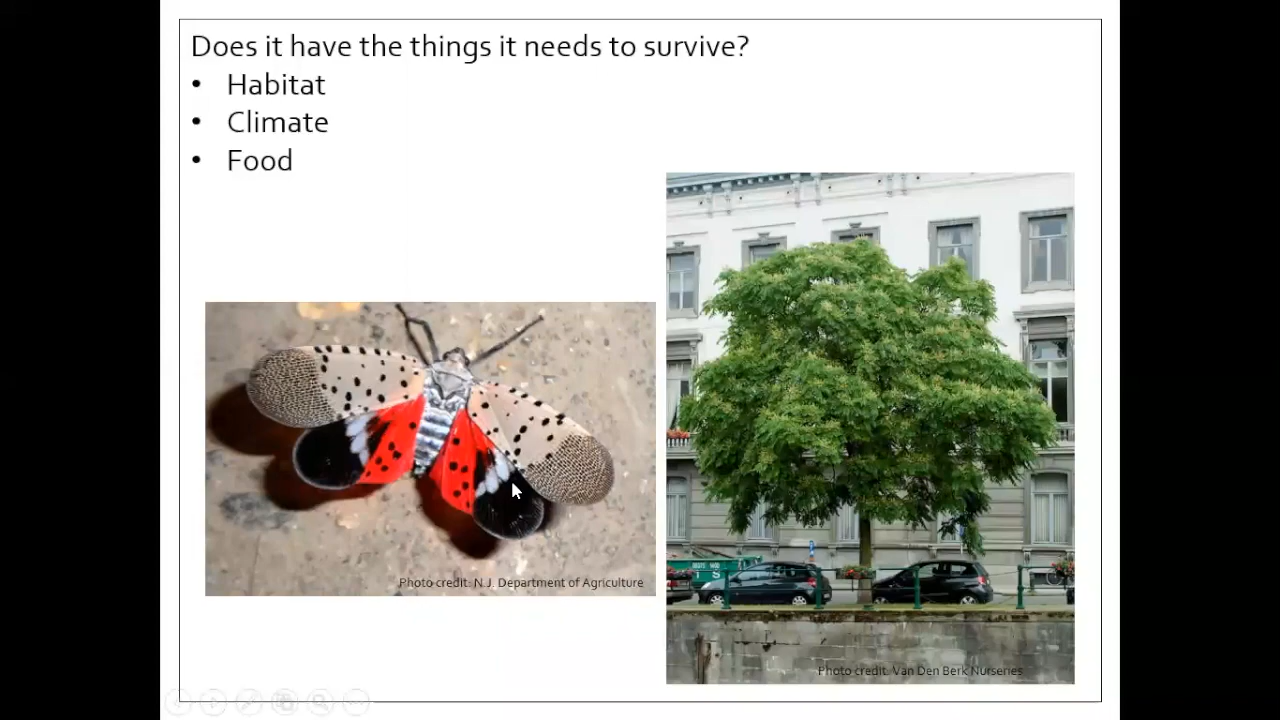 Does it have the things it needs to survive?
• Habitat
• Climate
• Food
Photo credit: N.J. Department of Agriculture
Photo credit: Van Den Berk Nurseries